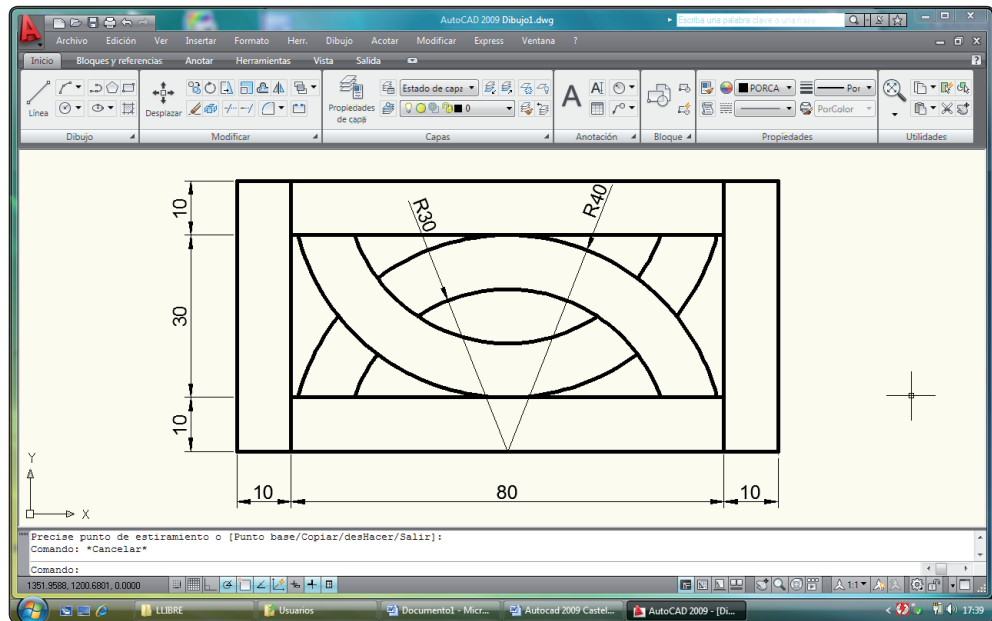 AutoCAD 2009 Dibujo1.dwg
Escriba una palabra clave o una frase
Archivo Edición Ver Insertar Formato Herr. Dibujo Acotar Modificar Express Ventana ?
Inicio Bloques y referencias Anotar Herramientas Vista Salida
Línea
Desplazar
Propiedades de capa
Estado de capa
0
A
PORCA
Por
PorColor
Dibujo Modificar Capas Anotación Bloque Propiedades Utilidades
R30 R40
10
30
10
10 80 10
Y
X
Precise punto de estiramiento o [Punto base/Copiar/desHacer/Salir]:
Comando: *Cancelar*
Comando:
1351.9588, 1200.6801, 0.0000
1:1
LLIBRE Usuarios Documento1 - Micr... Autocad 2009 Castel... AutoCAD 2009 - [Di... 17:39